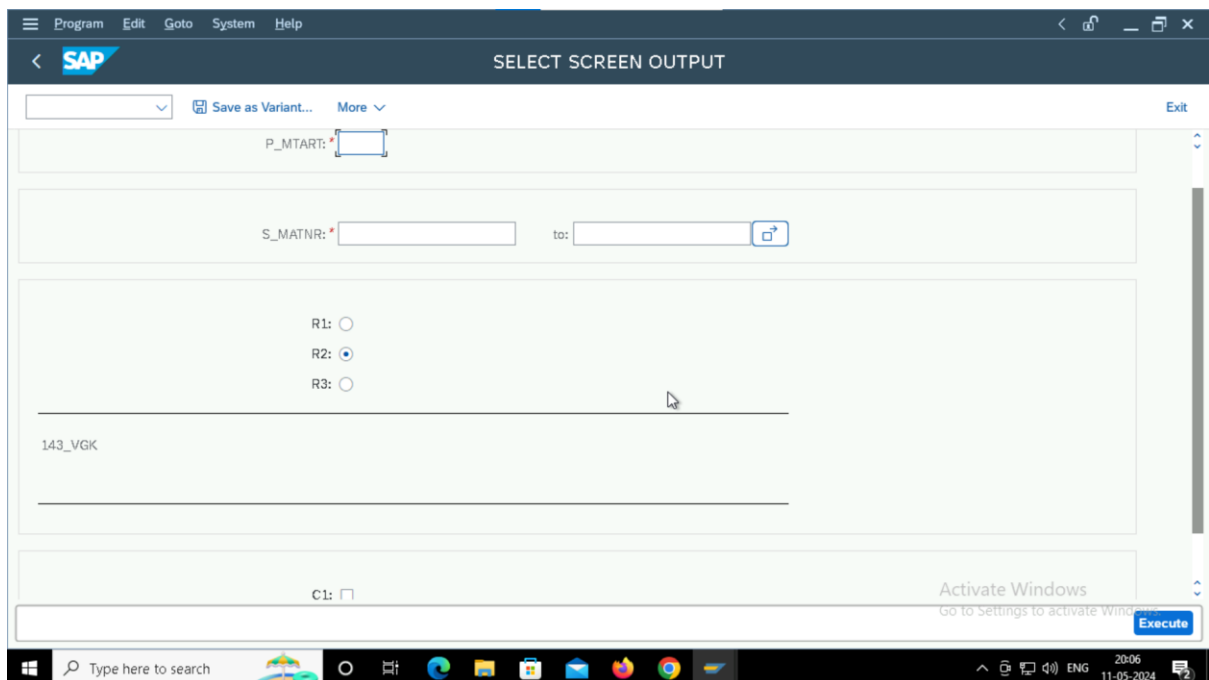 Program Edit Goto System Help
SAP
SELECT SCREEN OUTPUT
Save as Variant... More Exit
P_MTART: *
S_MATNR: * to:
R1:
R2:
R3:
143_VGK
C1:
Activate Windows
Go to Settings to activate Windows.
Execute
Type here to search
ENG
20:06
11-05-2024
2